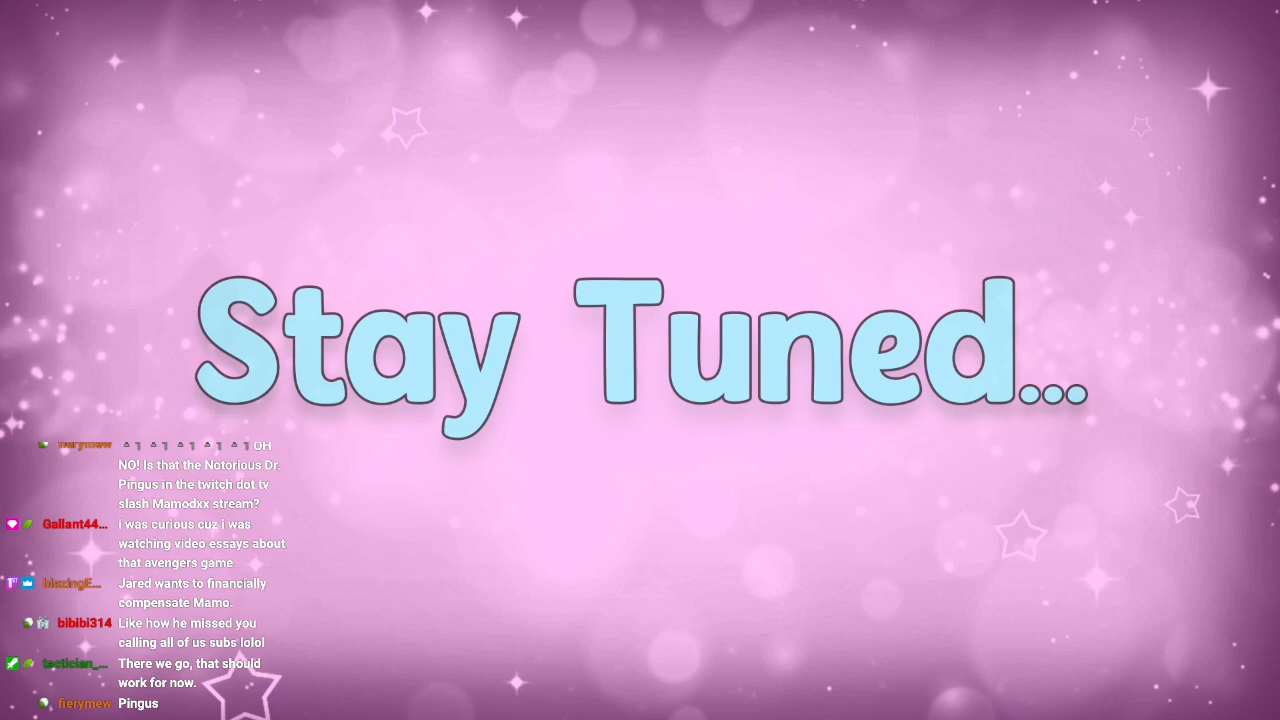 Stay Tuned...
fierymew OH
NO! Is that the Notorious Dr.
Pingus in the twitch dot tv
slash Mamodxx stream?
Gallant44... i was curious cuz i was
watching video essays about
that avengers game
blazingE... Jared wants to financially
compensate Mamo.
bibibi314 Like how he missed you
calling all of us subs lolol
tactician_... There we go, that should
work for now.
fierymew Pingus